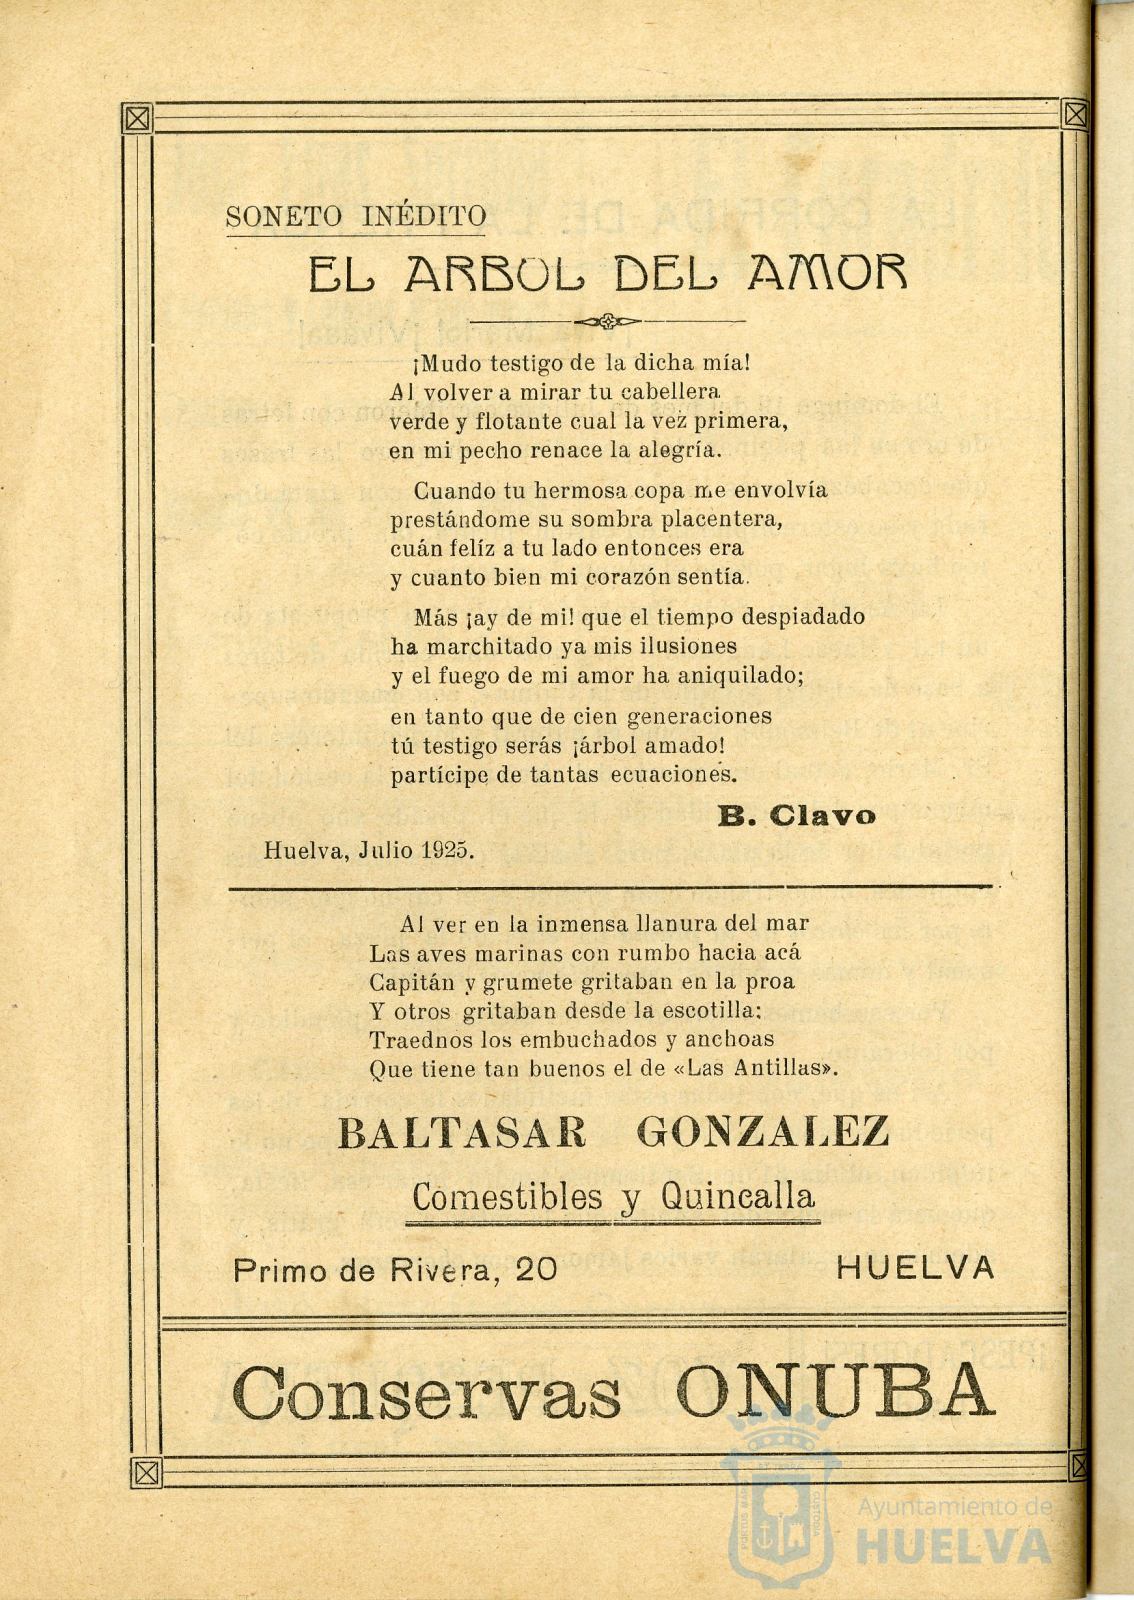 SONETO INÉDITO
EL ARBOL DEL AMOR
¡Mudo testigo de la dicha mía!
Al volver a mirar tu cabellera
verde y flotante cual la vez primera,
en mi pecho renace la alegría.
Cuando tu hermosa copa me envolvía
prestándome su sombra placentera,
cuán felíz a tu lado entonces era
y cuanto bien mi corazón sentía.
Más ¡ay de mi! que el tiempo despiadado
ha marchitado ya mis ilusiones
y el fuego de mi amor ha aniquilado;
en tanto que de cien generaciones
tú testigo serás ¡árbol amado!
partícipe de tantas ecuaciones.
B. Clavo
Huelva, Julio 1925.
Al ver en la inmensa llanura del mar
Las aves marinas con rumbo hacia acá
Capitán y grumete gritaban en la proa
Y otros gritaban desde la escotilla:
Traednos los embuchados y anchoas
Que tiene tan buenos el de «Las Antillas».
BALTASAR GONZALEZ
Comestibles y Quincalla
Primo de Rivera, 20 HUELVA
Conservas ONUBA
PORTUS MARIS ET TERRAE CUSTODIA
Ayuntamiento de
HUELVA